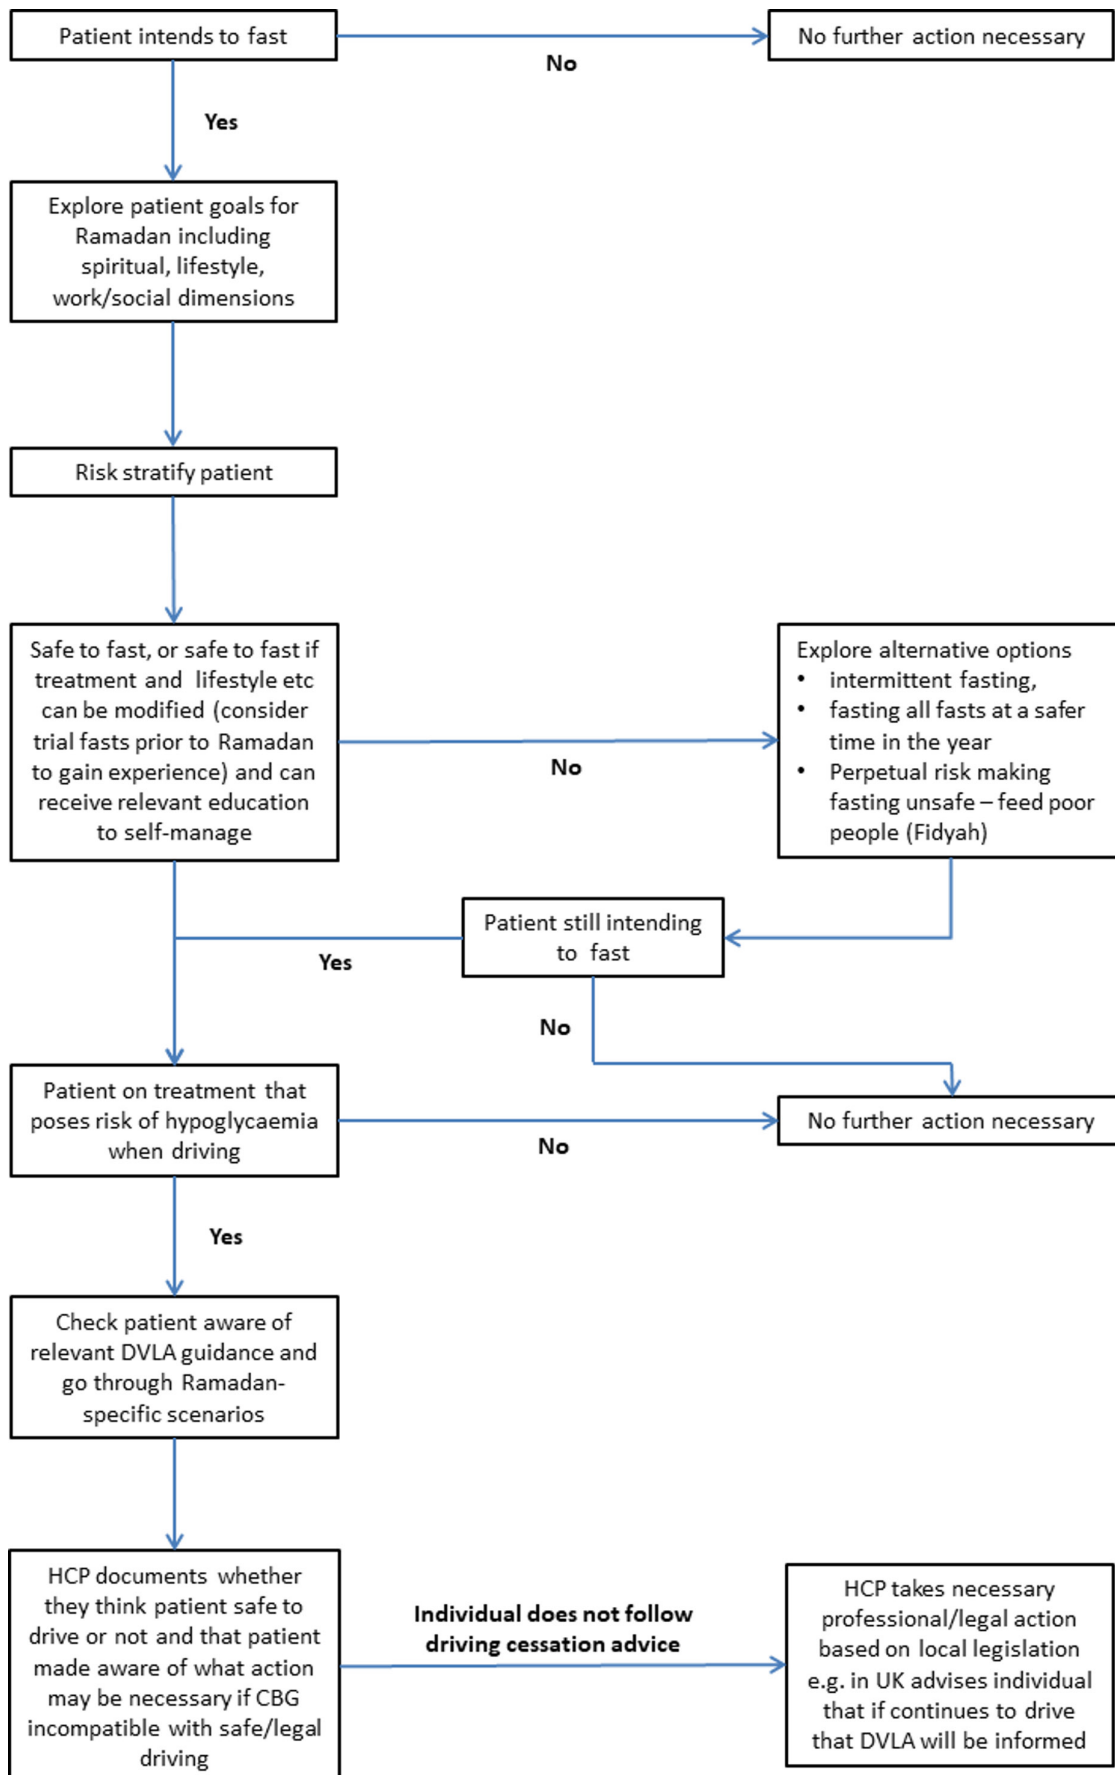 Patient intends to fast
No
No further action necessary
Yes
Explore patient goals for
Ramadan including
spiritual, lifestyle,
work/social dimensions
Risk stratify patient
Safe to fast, or safe to fast if
treatment and lifestyle etc
can be modified (consider
trial fasts prior to Ramadan
to gain experience) and can
receive relevant education
to self-manage
No
Explore alternative options
• intermittent fasting,
• fasting all fasts at a safer
time in the year
• Perpetual risk making
fasting unsafe – feed poor
people (Fidyah)
Patient still intending
to fast
Yes
No
Patient on treatment that
poses risk of hypoglycaemia
when driving
No
No further action necessary
Yes
Check patient aware of
relevant DVLA guidance and
go through Ramadan-
specific scenarios
HCP documents whether
they think patient safe to
drive or not and that patient
made aware of what action
may be necessary if CBG
incompatible with safe/legal
driving
Individual does not follow
driving cessation advice
HCP takes necessary
professional/legal action
based on local legislation
e.g. in UK advises individual
that if continues to drive
that DVLA will be informed